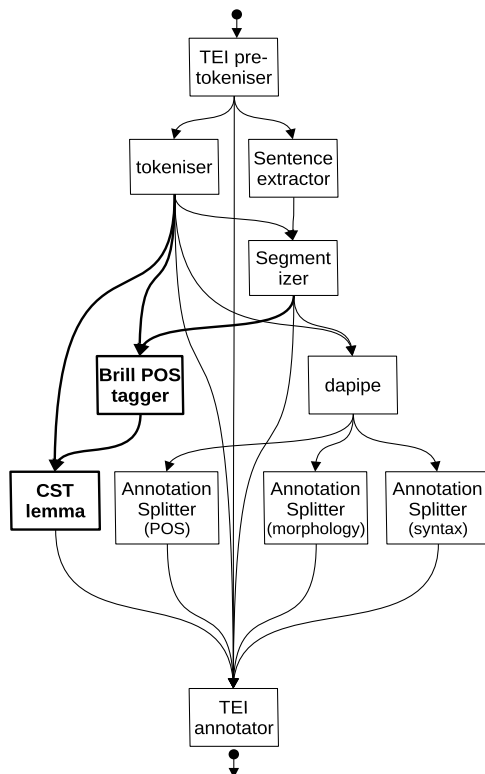 TEI pre-
tokeniser
tokeniser
Sentence
extractor
Segment
izer
Brill POS
tagger
dapipe
CST
lemma
Annotation
Splitter
(POS)
Annotation
Splitter
(morphology)
Annotation
Splitter
(syntax)
TEI
annotator